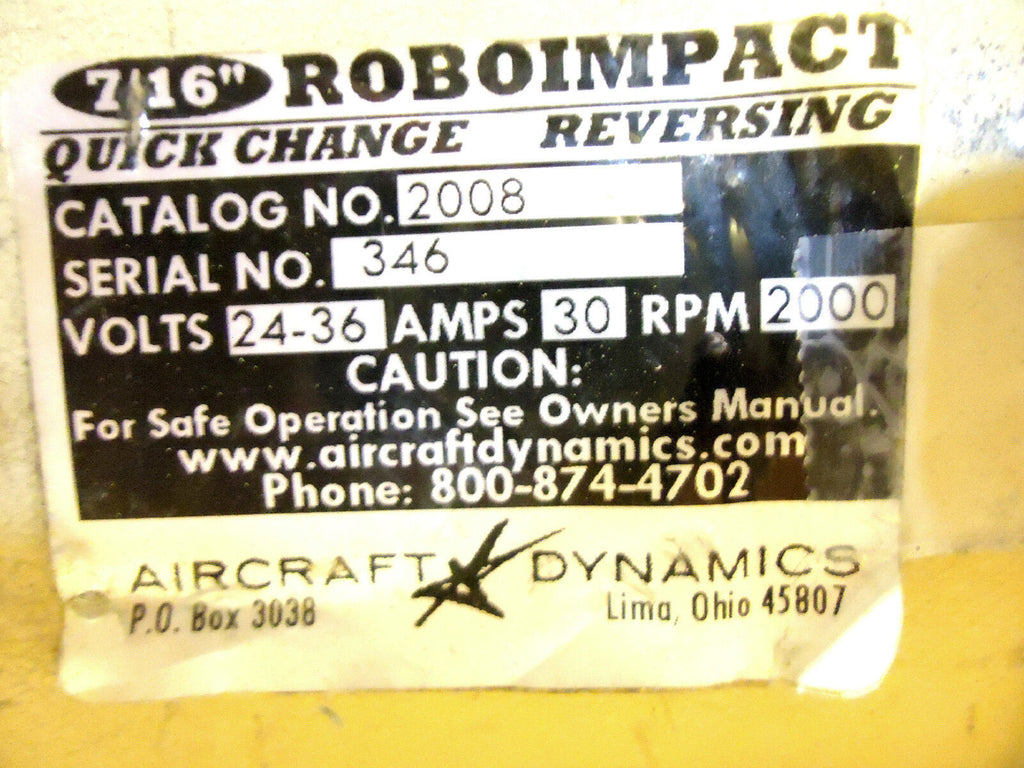 7/16" ROBOIMPACT
QUICK CHANGE REVERSING
CATALOG NO. 2008
SERIAL NO. 346
VOLTS 24-36 AMPS 30 RPM 2000
CAUTION:
For Safe Operation See Owners Manual.
www.aircraftdynamics.com
Phone: 800-874-4702
AIRCRAFT DYNAMICS
P.O. Box 3038 Lima, Ohio 45807